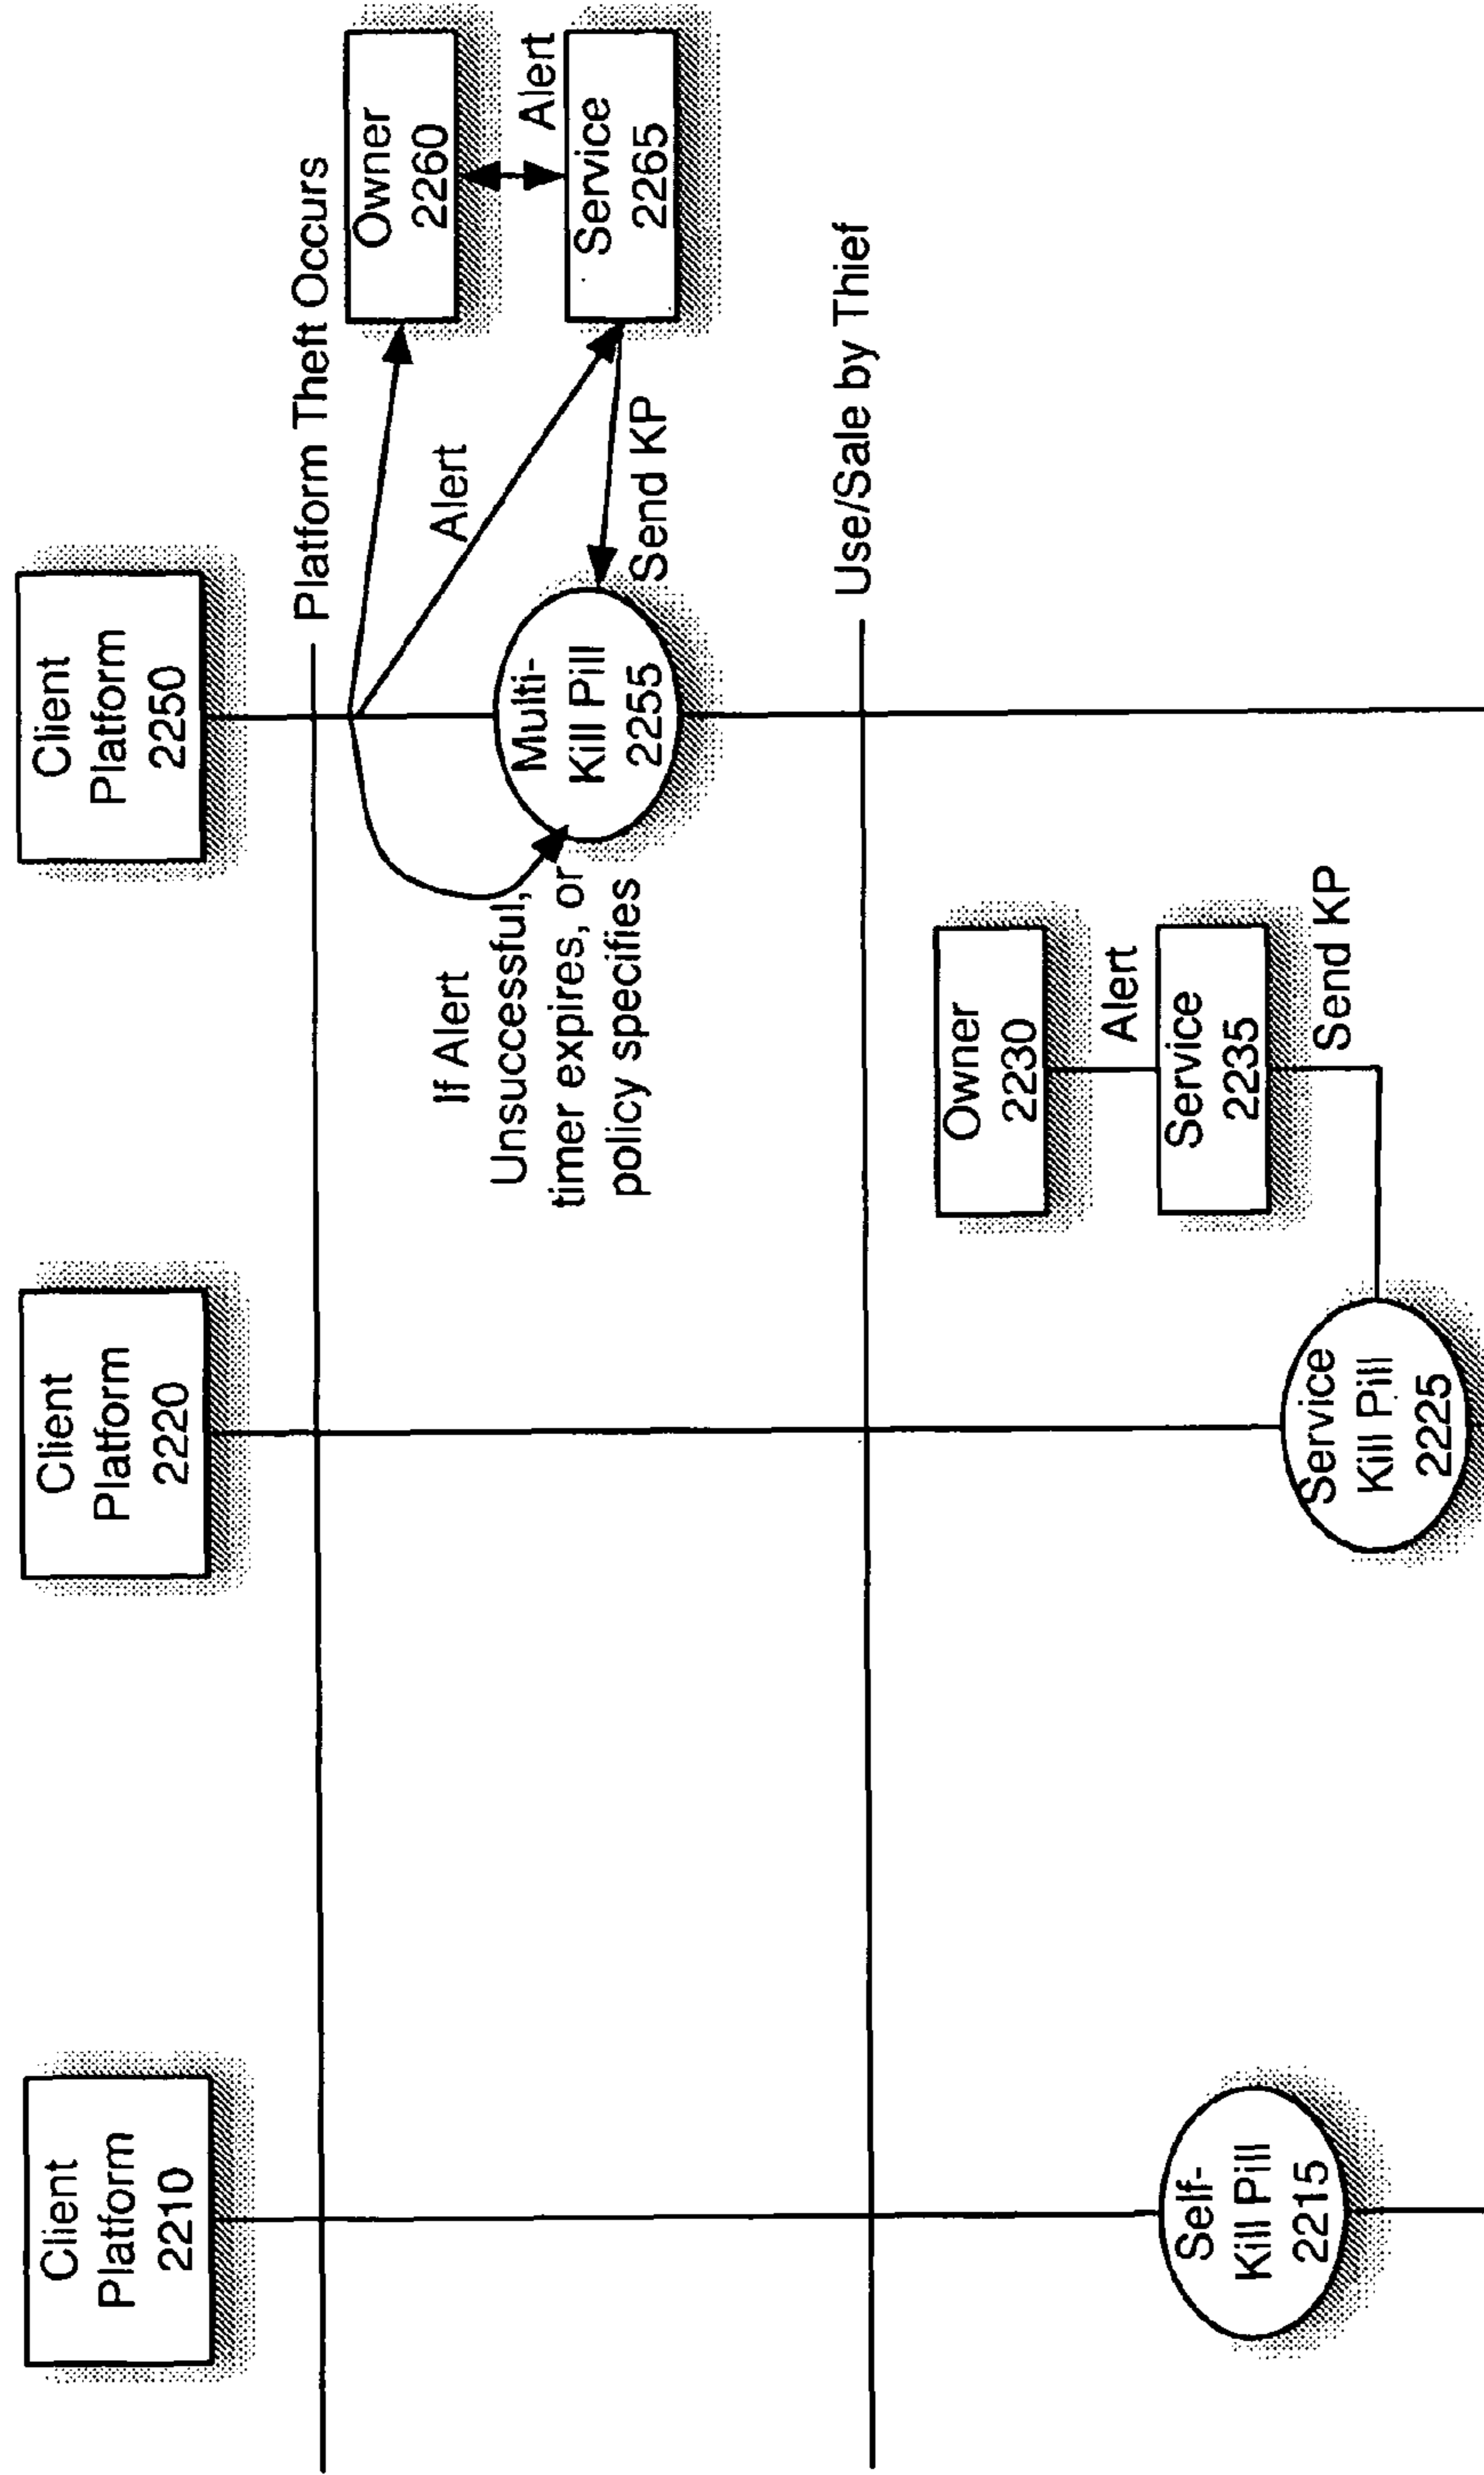 Client
Platform
2210
Client
Platform
2220
Client
Platform
2250
Platform Theft Occurs
Owner
2260
Alert
Service
2265
Alert
Send KP
If Alert
Unsuccessful,
timer expires, or
policy specifies
Multi-
Kill Pill
2255
Use/Sale by Thief
Owner
2230
Alert
Service
2235
Send KP
Self-
Kill Pill
2215
Service
Kill Pill
2225